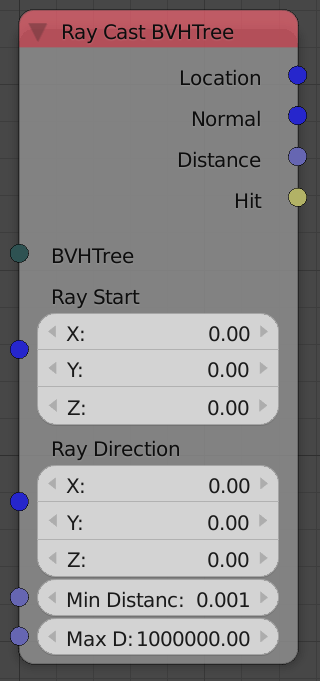 Ray Cast BVHTree
Location
Normal
Distance
Hit
BVHTree
Ray Start
X: 0.00
Y: 0.00
Z: 0.00
Ray Direction
X: 0.00
Y: 0.00
Z: 0.00
Min Distanc: 0.001
Max D: 1000000.00